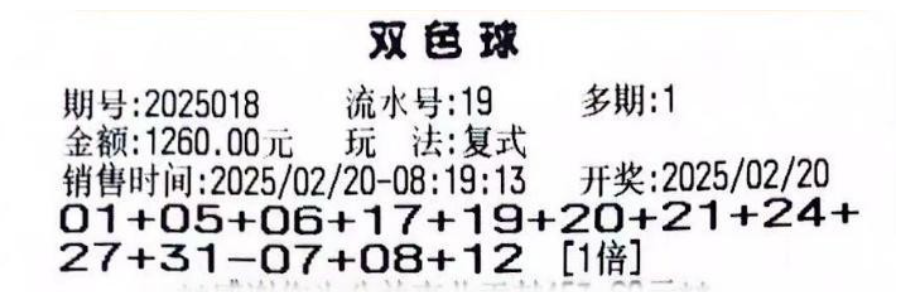 双色球
期号:2025018 流水号:19 多期:1
金额:1260.00元 玩 法:复式
销售时间:2025/02/20-08:19:13 开奖:2025/02/20
01+05+06+17+19+20+21+24+
27+31-07+08+12 [1倍]